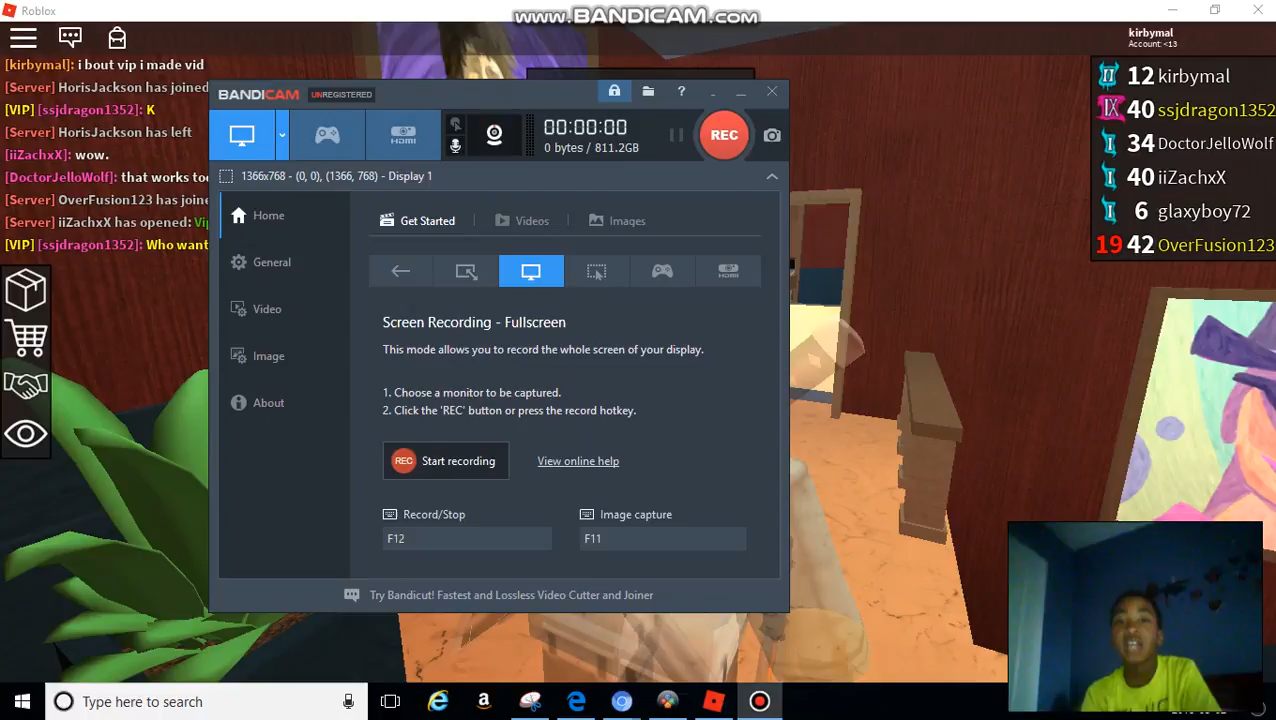 Roblox
www.BANDICAM.com
kirbymal
Account: <13
[kirbymal]: i bout vip i made vid
[Server] HorisJackson has joined
[VIP] [ssjdragon1352]: K
[Server] HorisJackson has left
[iiZachxX]: wow.
[DoctorJelloWolf]: that works too
[Server] OverFusion123 has joine
[Server] iiZachxX has opened: Vip
[VIP] [ssjdragon1352]: Who want
II 12 kirbymal
IX 40 ssjdragon1352
I 34 DoctorJelloWolf
I 40 iiZachxX
I 6 glaxyboy72
19 42 OverFusion123
BANDICAM UNREGISTERED
?
HDMI
00:00:00
0 bytes / 811.2GB
REC
1366x768 - (0, 0), (1366, 768) - Display 1
Home
General
Video
Image
About
Get Started
Videos
Images
HDMI
Screen Recording - Fullscreen
This mode allows you to record the whole screen of your display.
1. Choose a monitor to be captured.
2. Click the 'REC' button or press the record hotkey.
REC Start recording
View online help
Record/Stop
Image capture
F12
F11
Try Bandicut! Fastest and Lossless Video Cutter and Joiner
Type here to search